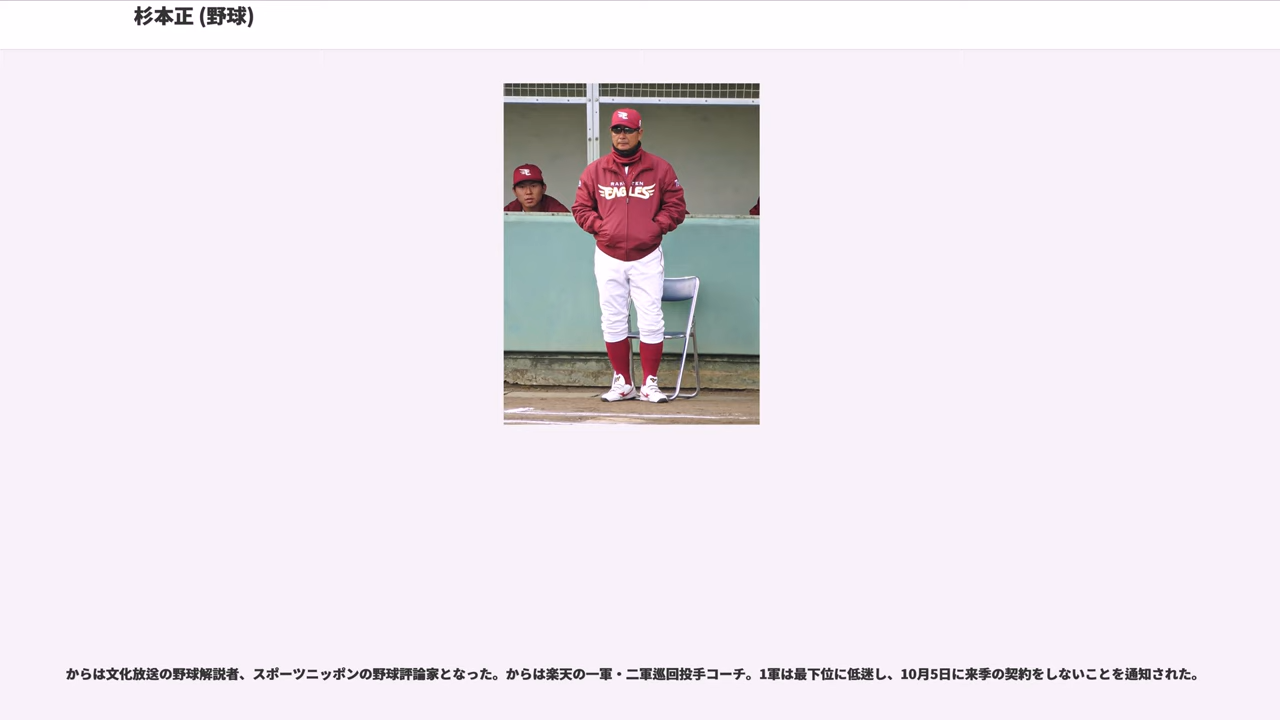 杉本正 (野球)
RAKUTEN
EAGLES
からは文化放送の野球解説者、スポーツニッポンの野球評論家となった。からは楽天の一軍・二軍巡回投手コーチ。1軍は最下位に低迷し、10月5日に来季の契約をしないことを通知された。